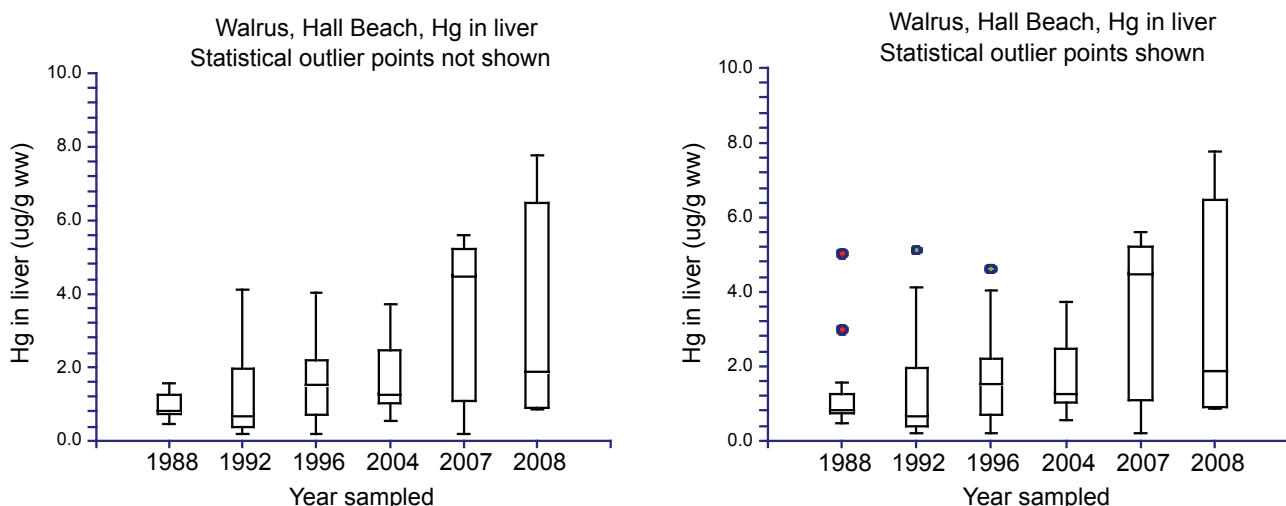 Walrus, Hall Beach, Hg in liver
Statistical outlier points not shown
10.0
8.0
6.0
4.0
2.0
0.0
Hg in liver (ug/g ww)
1988 1992 1996 2004 2007 2008
Year sampled
Walrus, Hall Beach, Hg in liver
Statistical outlier points shown
10.0
8.0
6.0
4.0
2.0
0.0
Hg in liver (ug/g ww)
1988 1992 1996 2004 2007 2008
Year sampled